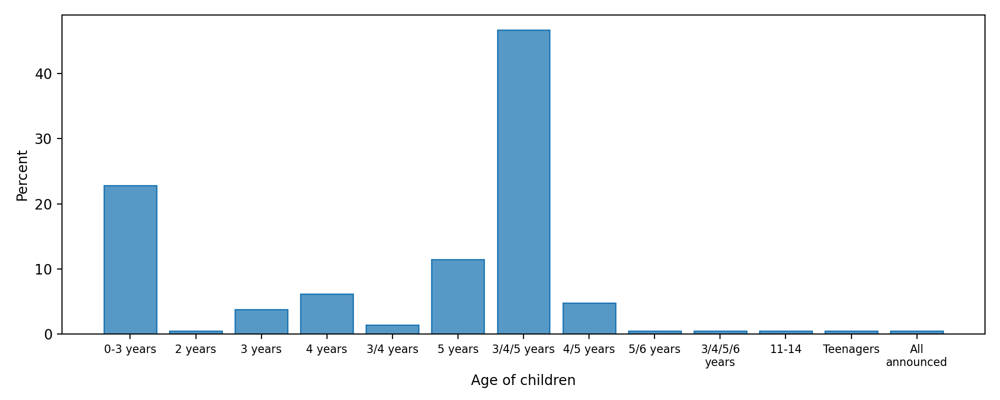 Percent
40
30
20
10
0
0-3 years
2 years
3 years
4 years
3/4 years
5 years
3/4/5 years
4/5 years
5/6 years
3/4/5/6
years
11-14
Teenagers
All
announced
Age of children